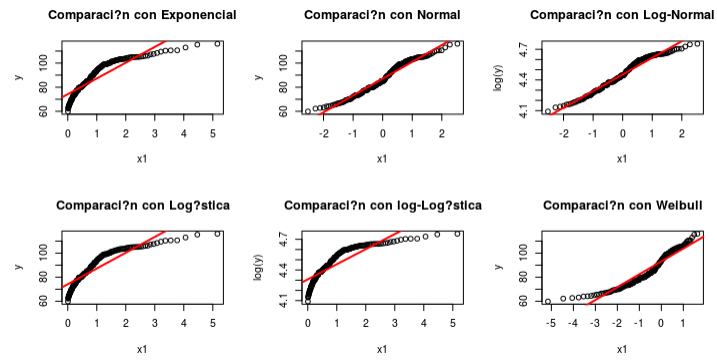 Comparaci?n con Exponencial
y
100
80
60
0 1 2 3 4 5
x1
Comparaci?n con Normal
y
100
80
60
-2 -1 0 1 2
x1
Comparaci?n con Log-Normal
log(y)
4.7
4.4
4.1
-2 -1 0 1 2
x1
Comparaci?n con Log?stica
y
100
80
60
0 1 2 3 4 5
x1
Comparaci?n con log-Log?stica
log(y)
4.7
4.4
4.1
0 1 2 3 4 5
x1
Comparaci?n con Weibull
y
100
80
60
-5 -4 -3 -2 -1 0 1
x1